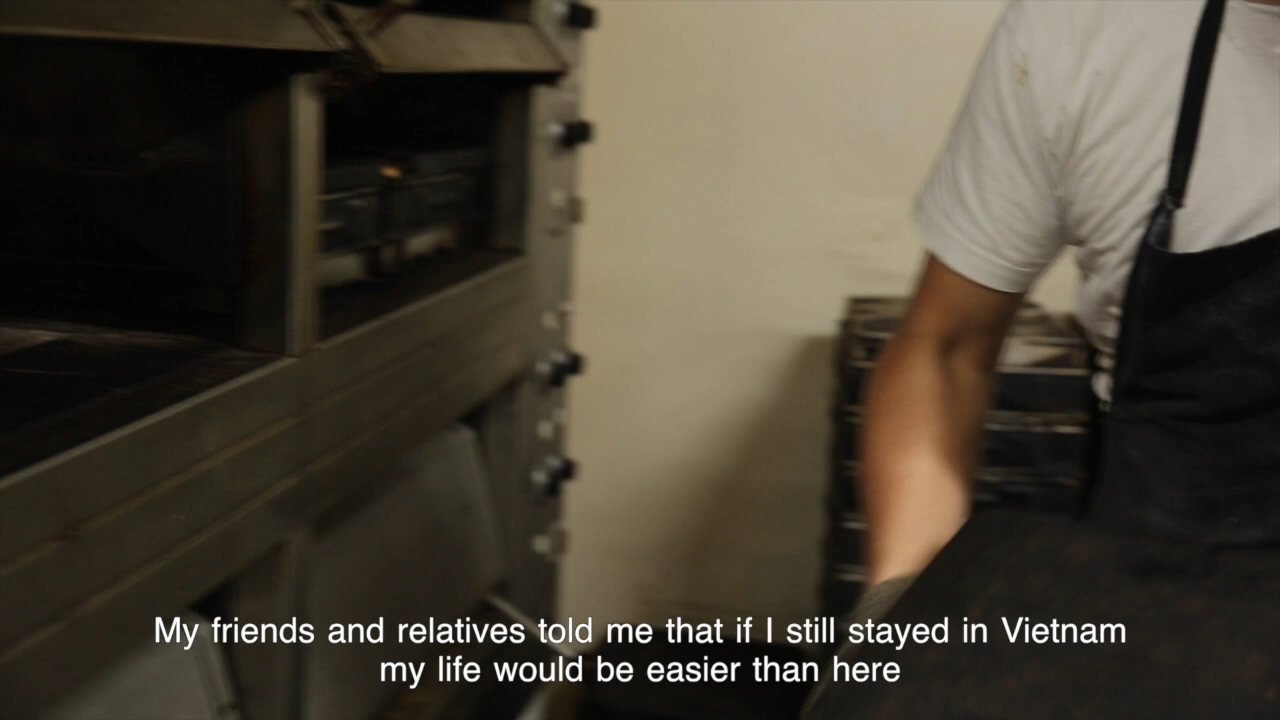 My friends and relatives told me that if I still stayed in Vietnam
my life would be easier than here